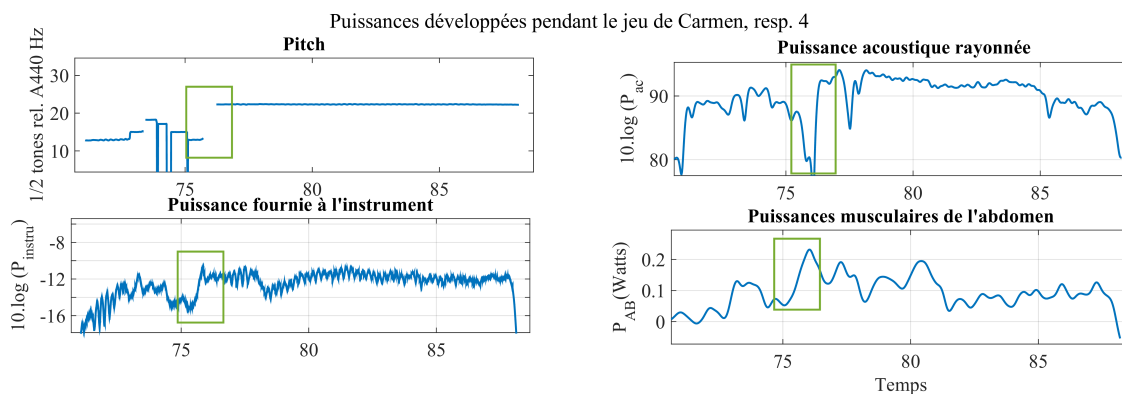 Puissances développées pendant le jeu de Carmen, resp. 4
Pitch
1/2 tones rel. A440 Hz
30
20
10
75
80
85
Puissance acoustique rayonnée
10.log (P_ac)
90
80
75
80
85
Puissance fournie à l'instrument
10.log (P_instru)
-8
-12
-16
75
80
85
Puissances musculaires de l'abdomen
P_AB (Watts)
0.2
0.1
0
75
80
85
Temps